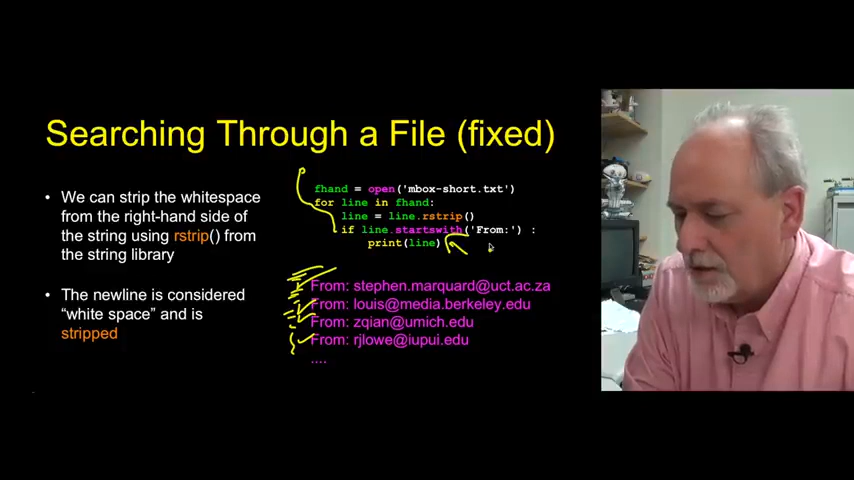 Searching Through a File (fixed)
• We can strip the whitespace
from the right-hand side of
the string using rstrip() from
the string library
• The newline is considered
“white space” and is
stripped
fhand = open('mbox-short.txt')
for line in fhand:
line = line.rstrip()
if line.startswith('From:') :
print(line)
From: stephen.marquard@uct.ac.za
From: louis@media.berkeley.edu
From: zqian@umich.edu
From: rjlowe@iupui.edu
....